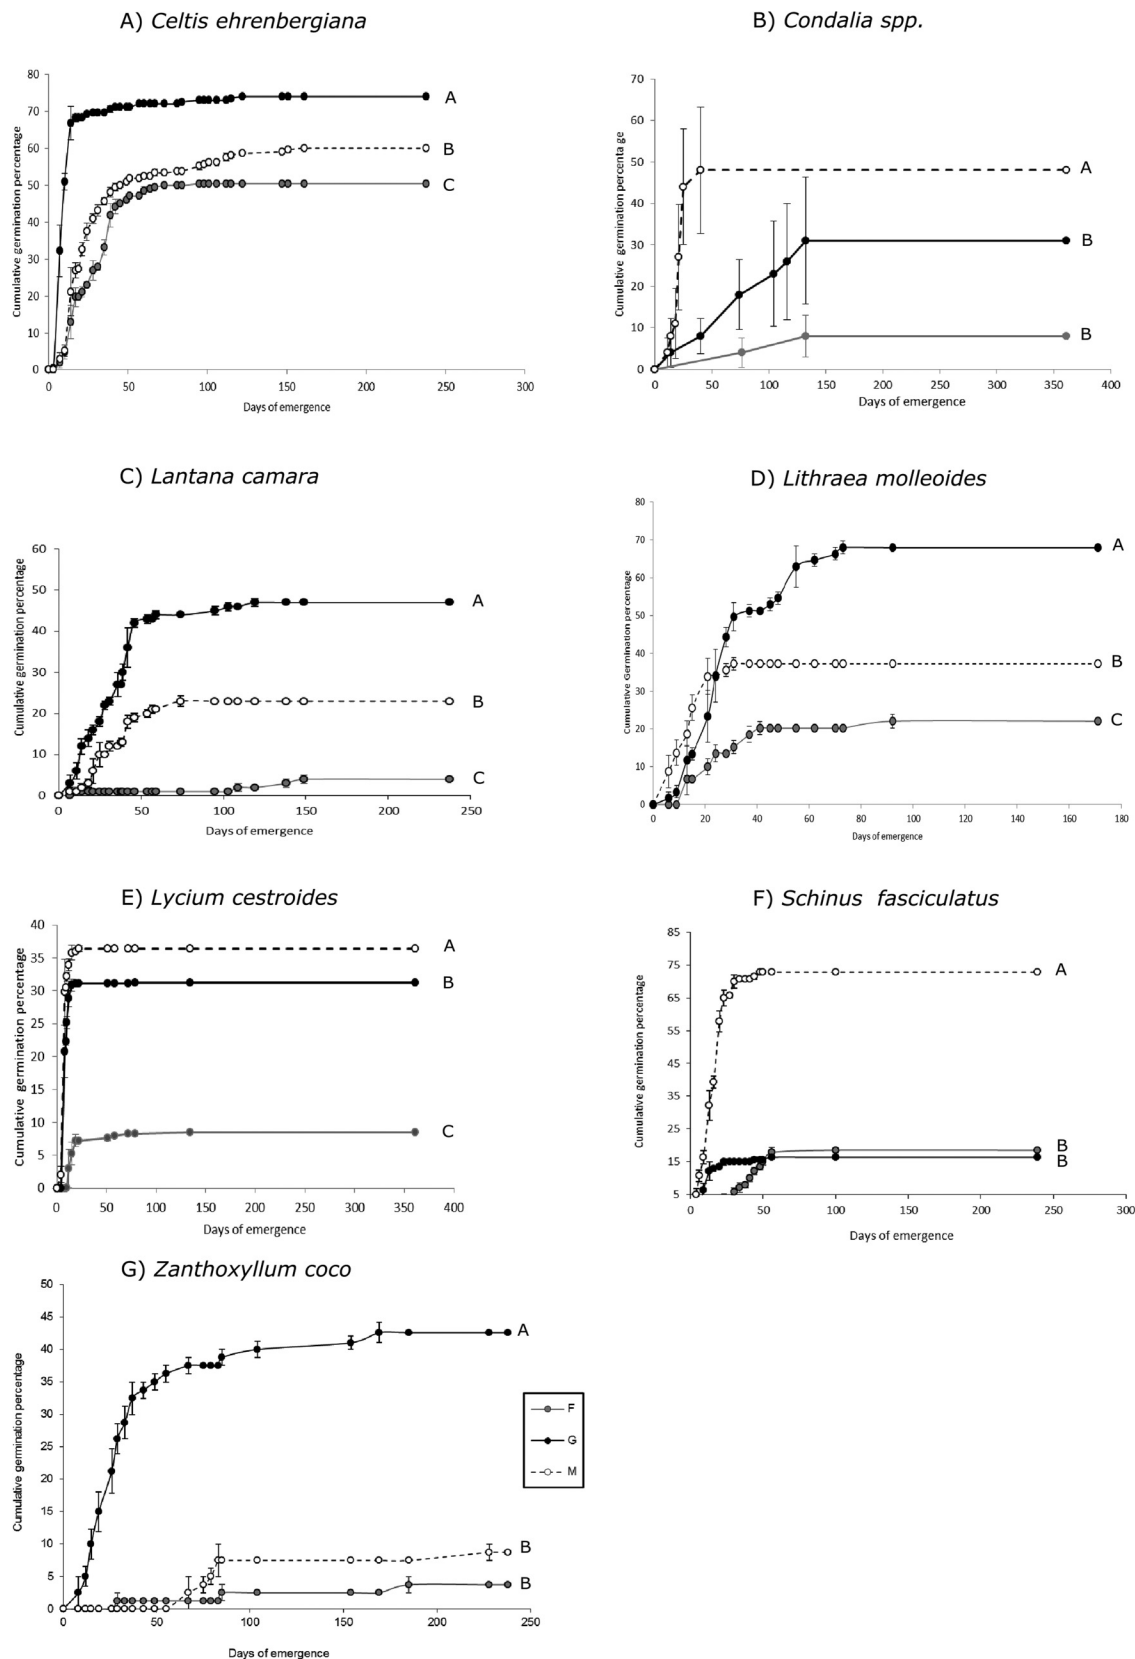 A) Celtis ehrenbergiana
80
70
60
50
40
30
20
10
0
Cumulative germination percentage
A
B
C
0 50 100 150 200 250 300
Days of emergence
B) Condalia spp.
70
60
50
40
30
20
10
0
Cumulative germination percenta ge
A
B
B
0 50 100 150 200 250 300 350 400
Days of emergence
C) Lantana camara
60
50
40
30
20
10
0
Cumulative germination percentage
A
B
C
0 50 100 150 200 250
Days of emergence
D) Lithraea molleoides
80
70
60
50
40
30
20
10
0
Cumulative Germination percentage
A
B
C
0 20 40 60 80 100 120 140 160 180
Days of emergence
E) Lycium cestroides
40
35
30
25
20
15
10
5
0
Cumulative germination percentage
A
B
C
0 50 100 150 200 250 300 350 400
Days of emergence
F) Schinus fasciculatus
85
75
65
55
45
35
25
15
5
Cumulative germination percentage
A
B
B
0 50 100 150 200 250 300
Days of emergence
G) Zanthoxyllum coco
50
45
40
35
30
25
20
15
10
5
0
Cumulative germination percentage
A
B
B
0 50 100 150 200 250
Days of emergence
F
G
M